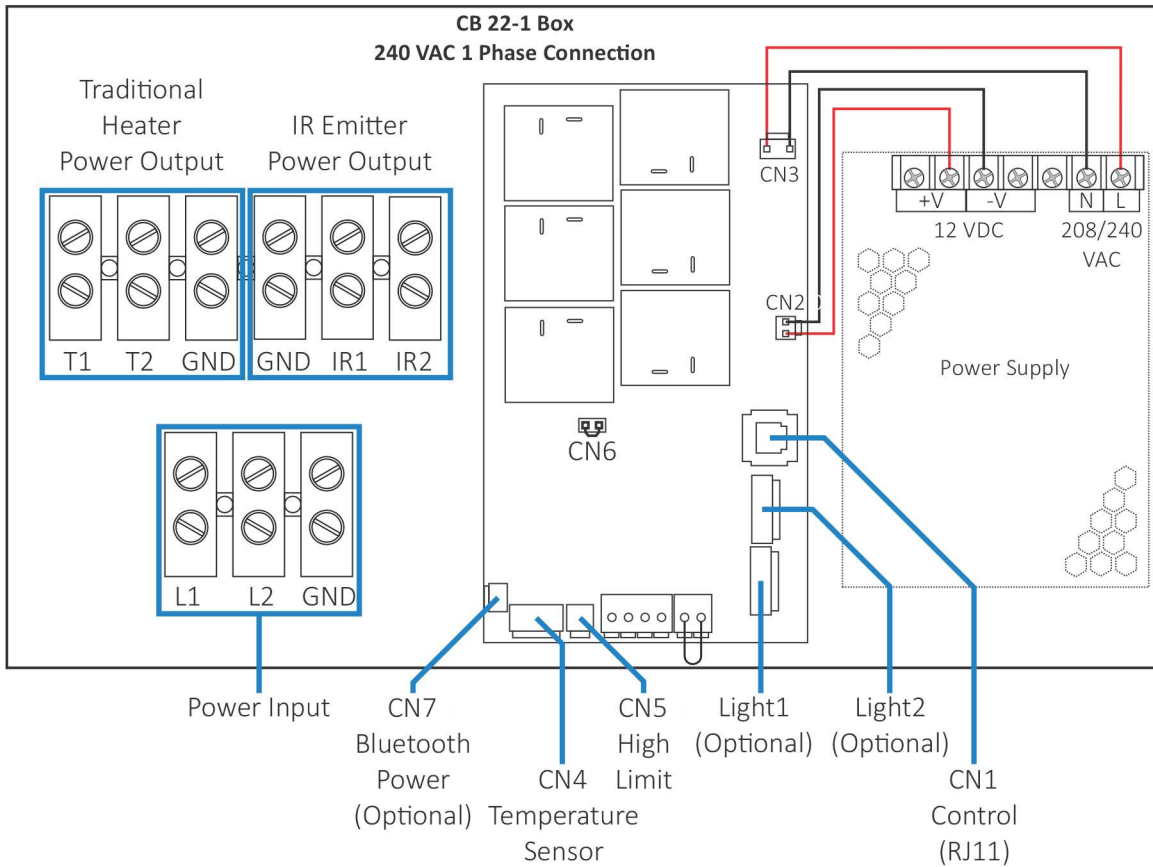 CB 22-1 Box
240 VAC 1 Phase Connection
Traditional
Heater
Power Output
IR Emitter
Power Output
T1 T2 GND GND IR1 IR2
L1 L2 GND
Power Input
CN3
CN2
CN6
+V -V N L
12 VDC
208/240
VAC
Power Supply
CN7
Bluetooth
Power
(Optional)
CN4
Temperature
Sensor
CN5
High
Limit
Light1
(Optional)
Light2
(Optional)
CN1
Control
(RJ11)